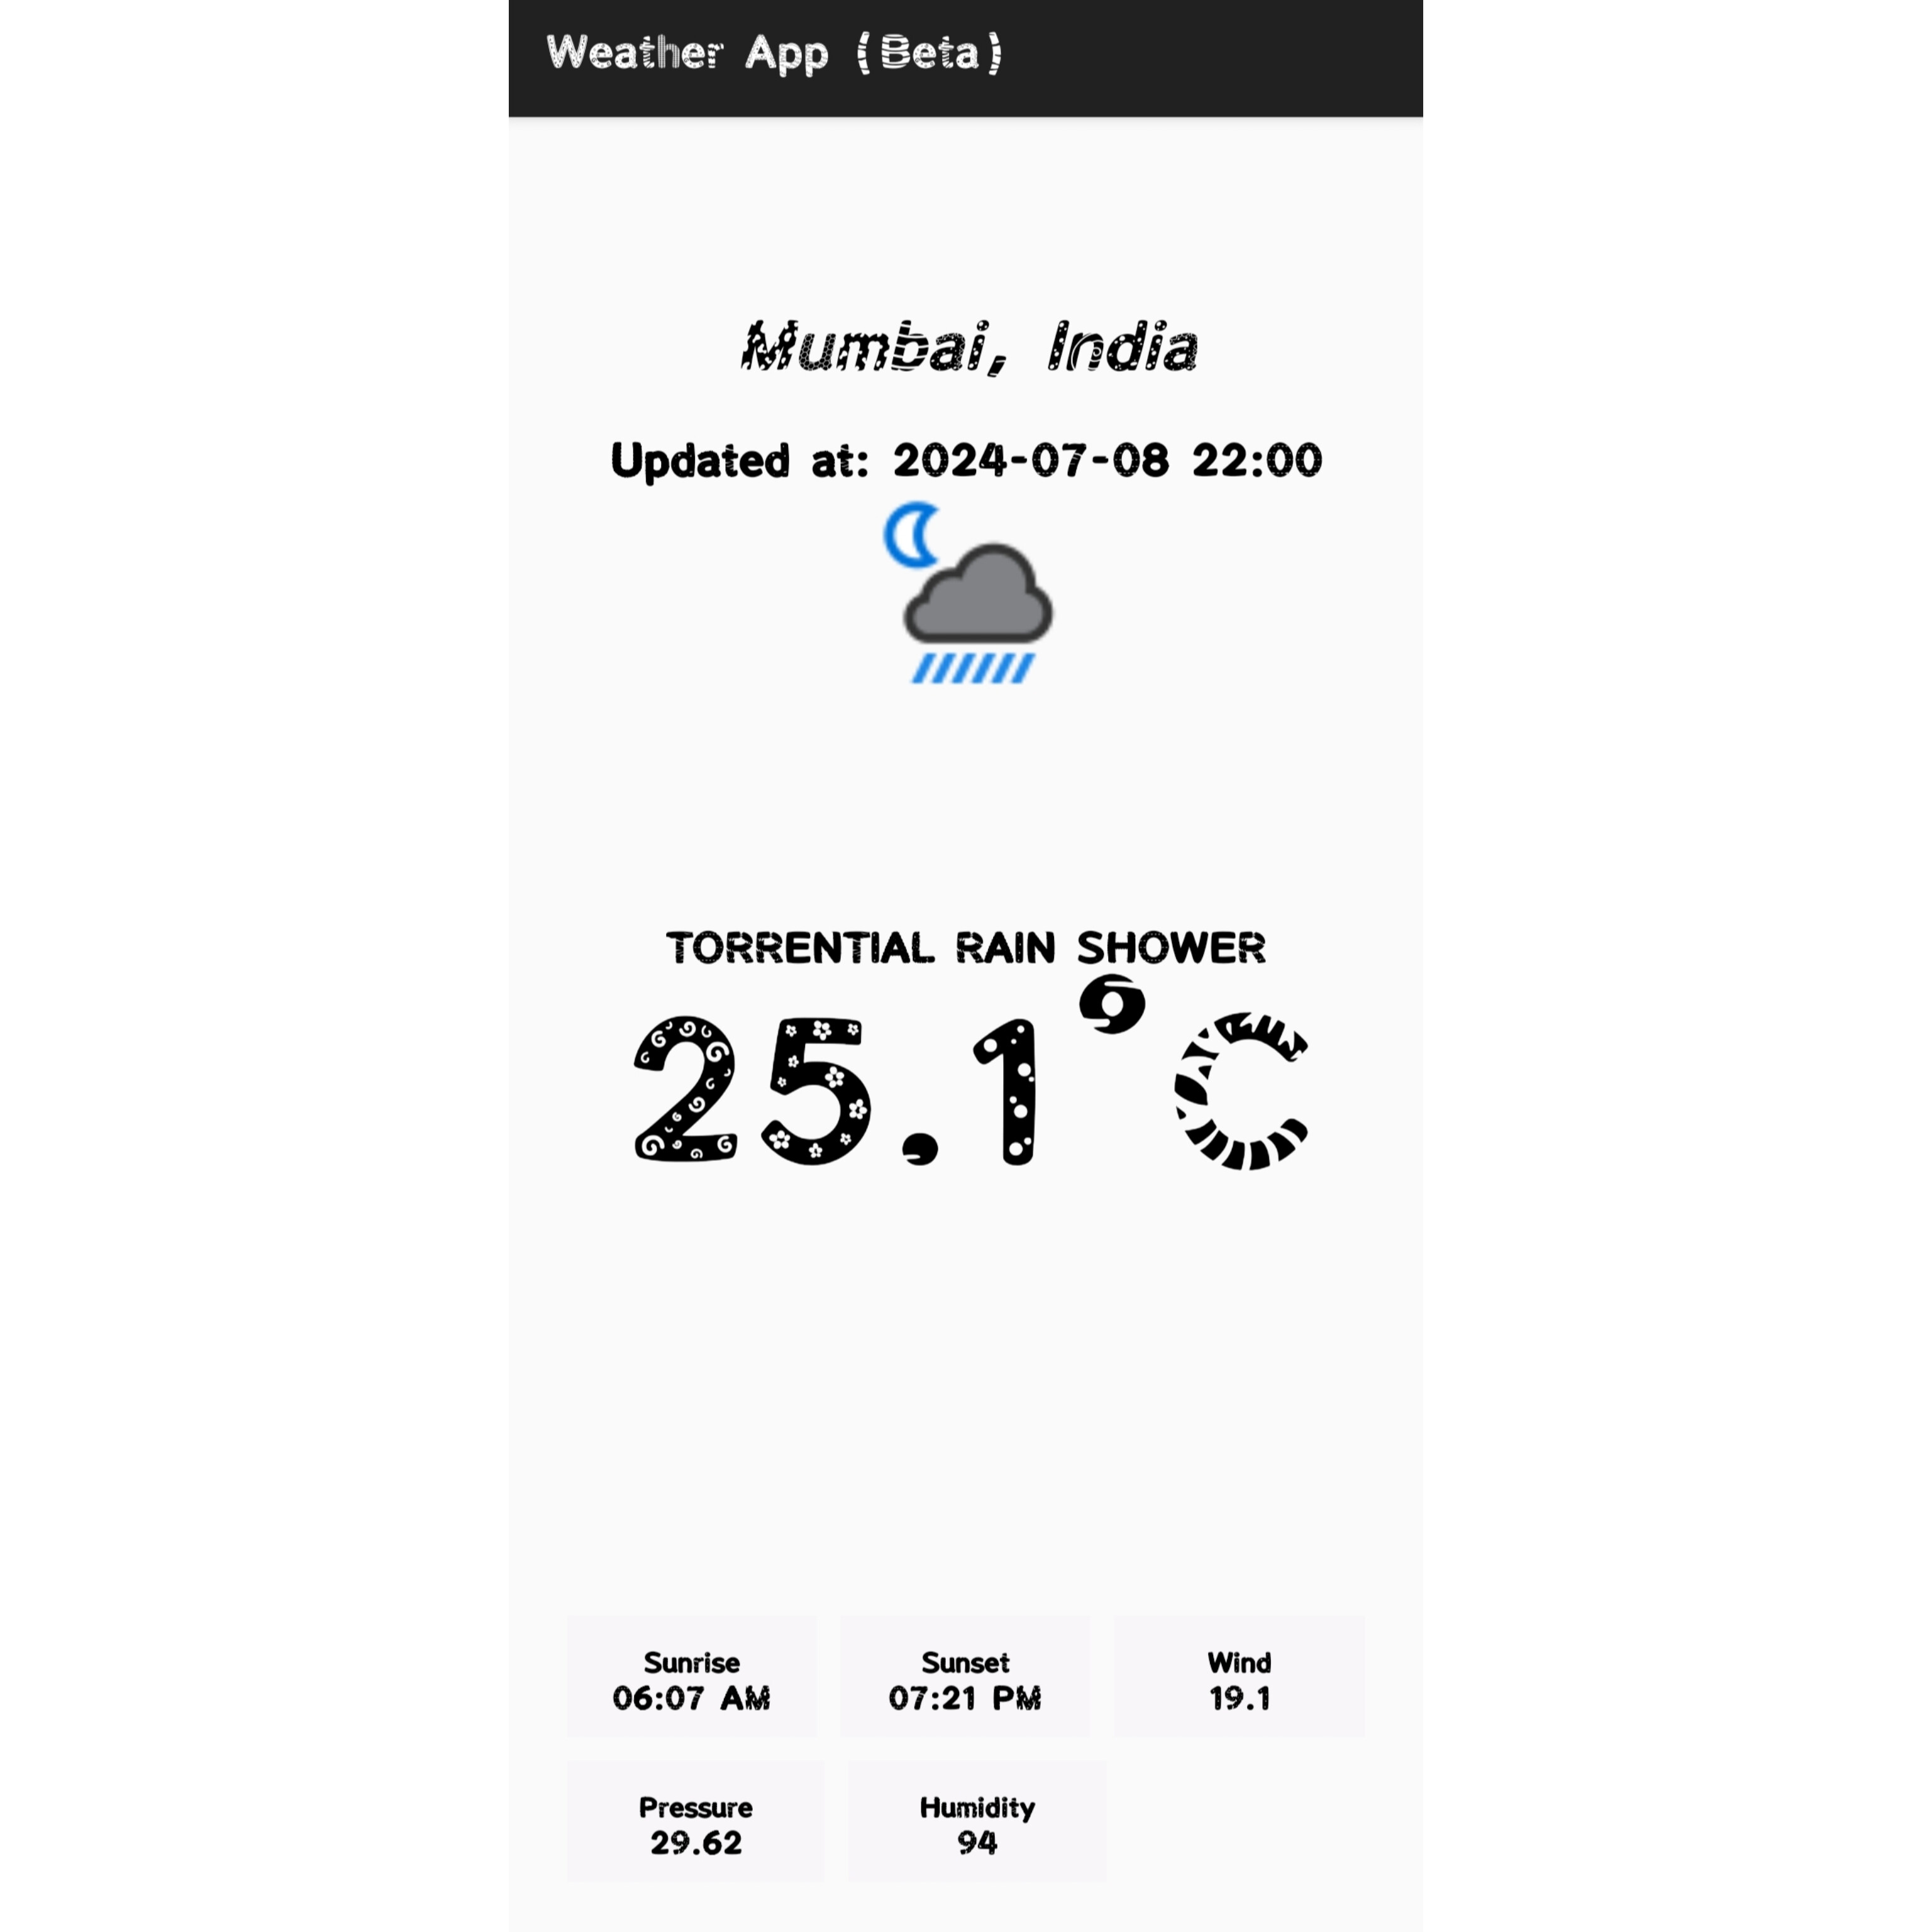 Weather App (Beta)
Mumbai, India
Updated at: 2024-07-08 22:00
TORRENTIAL RAIN SHOWER
25.1° C
Sunrise
06:07 AM
Sunset
07:21 PM
Wind
19.1
Pressure
29.62
Humidity
94